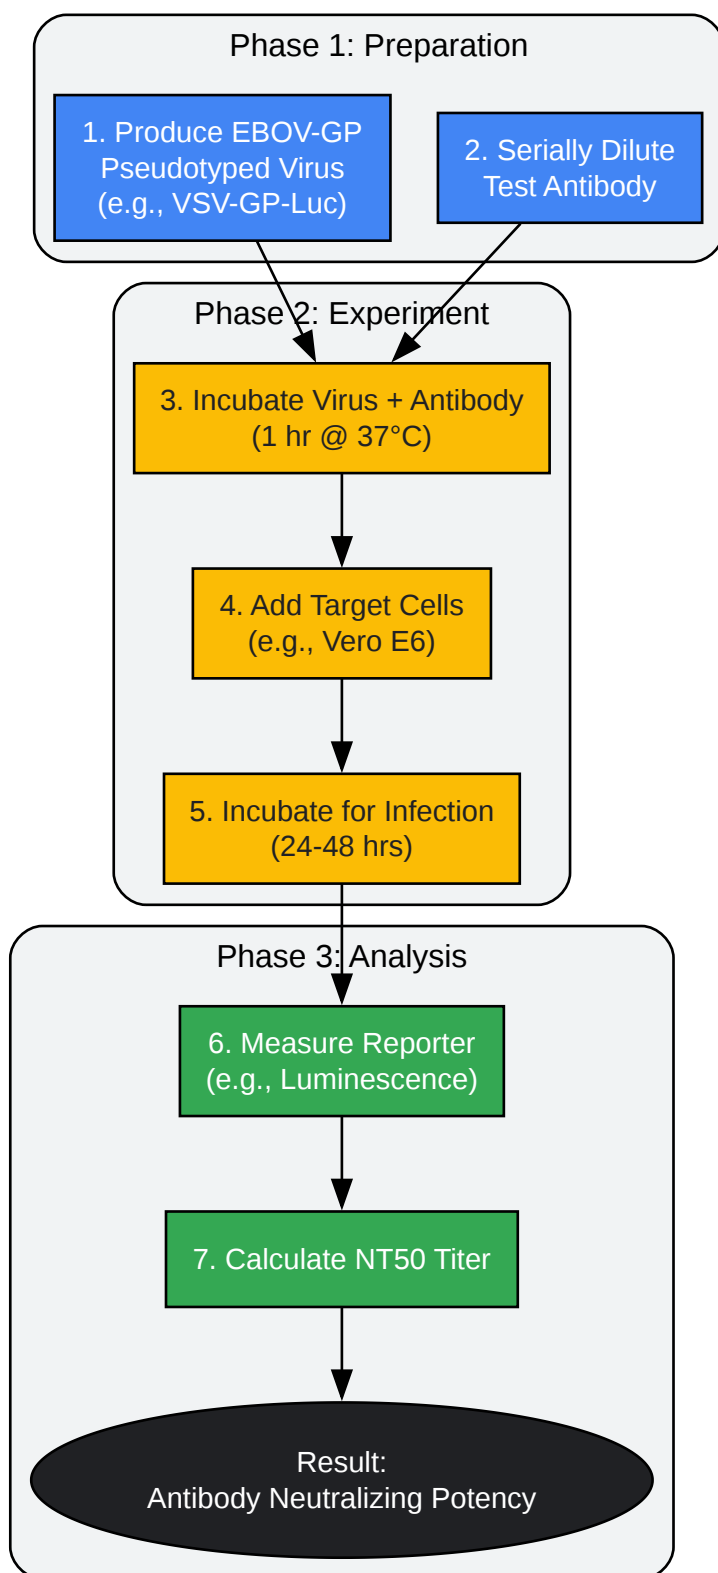 Phase 1: Preparation
1. Produce EBOV-GP
Pseudotyped Virus
(e.g., VSV-GP-Luc)
2. Serially Dilute
Test Antibody
Phase 2: Experiment
3. Incubate Virus + Antibody
(1 hr @ 37°C)
4. Add Target Cells
(e.g., Vero E6)
5. Incubate for Infection
(24-48 hrs)
Phase 3: Analysis
6. Measure Reporter
(e.g., Luminescence)
7. Calculate NT50 Titer
Result:
Antibody Neutralizing Potency